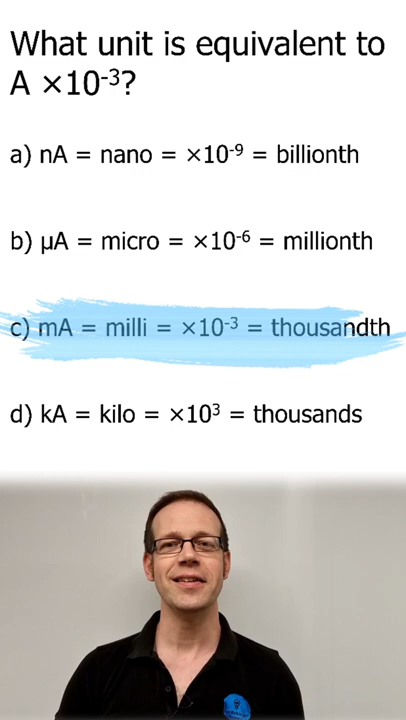 What unit is equivalent to
A ×10⁻³?
a) nA = nano = ×10⁻⁹ = billionth
b) µA = micro = ×10⁻⁶ = millionth
c) mA = milli = ×10⁻³ = thousandth
d) kA = kilo = ×10³ = thousands